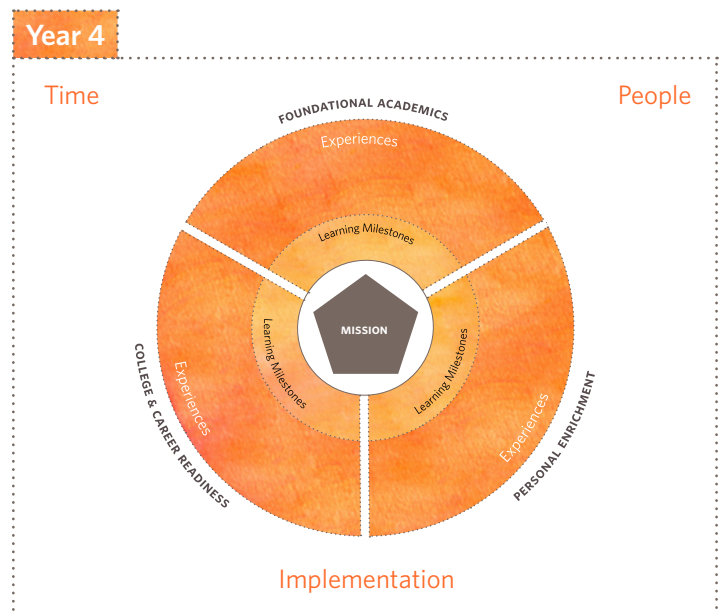 Year 4
Time
People
FOUNDATIONAL ACADEMICS
Experiences
Learning Milestones
MISSION
Learning Milestones
Learning Milestones
COLLEGE & CAREER READINESS
Experiences
Experiences
PERSONAL ENRICHMENT
Implementation